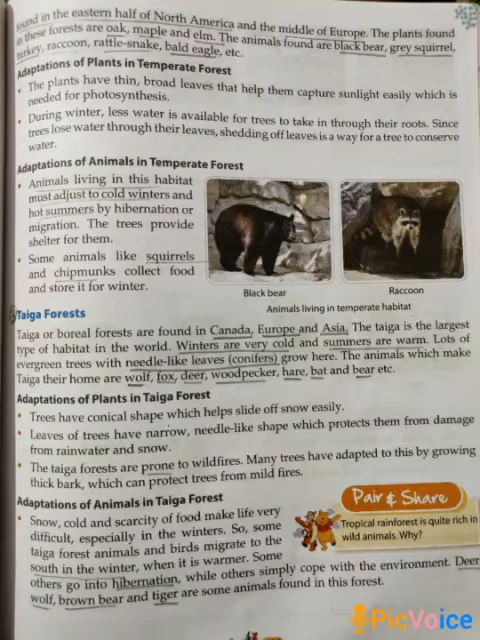 found in the eastern half of North America and the middle of Europe. The plants found
in these forests are oak, maple and elm. The animals found are black bear, grey squirrel,
turkey, raccoon, rattle-snake, bald eagle, etc.
Adaptations of Plants in Temperate Forest
• The plants have thin, broad leaves that help them capture sunlight easily which is
needed for photosynthesis.
• During winter, less water is available for trees to take in through their roots. Since
trees lose water through their leaves, shedding off leaves is a way for a tree to conserve
water.
Adaptations of Animals in Temperate Forest
• Animals living in this habitat
must adjust to cold winters and
hot summers by hibernation or
migration. The trees provide
shelter for them.
• Some animals like squirrels
and chipmunks collect food
and store it for winter.
Black bear
Raccoon
Animals living in temperate habitat
Taiga Forests
Taiga or boreal forests are found in Canada, Europe and Asia. The taiga is the largest
type of habitat in the world. Winters are very cold and summers are warm. Lots of
evergreen trees with needle-like leaves (conifers) grow here. The animals which make
Taiga their home are wolf, fox, deer, woodpecker, hare, bat and bear etc.
Adaptations of Plants in Taiga Forest
• Trees have conical shape which helps slide off snow easily.
• Leaves of trees have narrow, needle-like shape which protects them from damage
from rainwater and snow.
• The taiga forests are prone to wildfires. Many trees have adapted to this by growing
thick bark, which can protect trees from mild fires.
Adaptations of Animals in Taiga Forest
• Snow, cold and scarcity of food make life very
difficult, especially in the winters. So, some
taiga forest animals and birds migrate to the
south in the winter, when it is warmer. Some
others go into hibernation, while others simply cope with the environment. Deer,
wolf, brown bear and tiger are some animals found in this forest.
Pair & Share
Tropical rainforest is quite rich in
wild animals. Why?
PicVoice